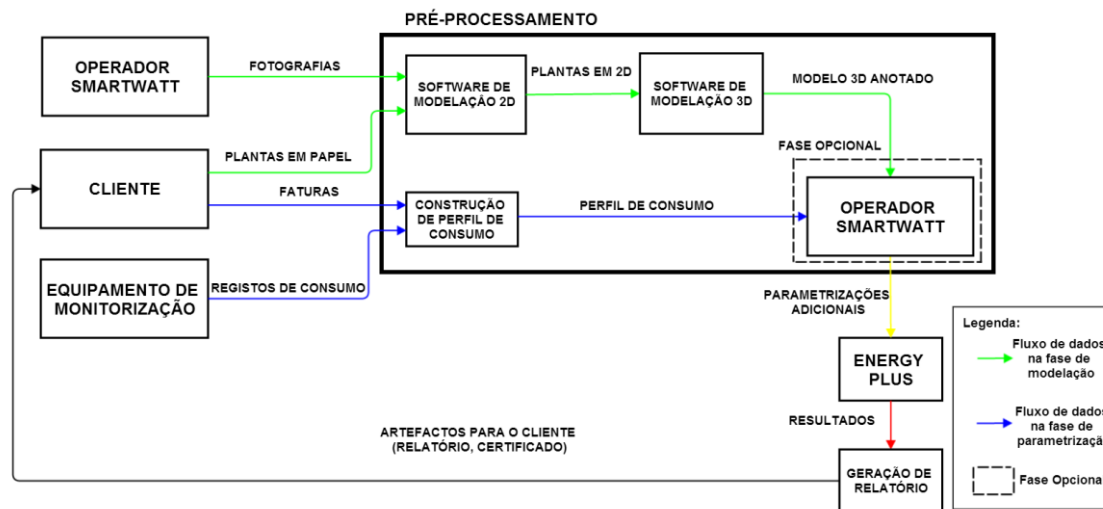 PRÉ-PROCESSAMENTO
OPERADOR
SMARTWATT
FOTOGRAFIAS
SOFTWARE DE
MODELAÇÃO 2D
PLANTAS EM 2D
SOFTWARE DE
MODELAÇÃO 3D
MODELO 3D ANOTADO
CLIENTE
PLANTAS EM PAPEL
FATURAS
CONSTRUÇÃO
DE PERFIL DE
CONSUMO
PERFIL DE CONSUMO
FASE OPCIONAL
OPERADOR
SMARTWATT
EQUIPAMENTO DE
MONITORIZAÇÃO
REGISTOS DE CONSUMO
PARAMETRIZAÇÕES
ADICIONAIS
ENERGY
PLUS
RESULTADOS
GERAÇÃO DE
RELATÓRIO
ARTEFACTOS PARA O CLIENTE
(RELATÓRIO, CERTIFICADO)
Legenda:
Fluxo de dados
na fase de
modelação
Fluxo de dados
na fase de
parametrizaçã
Fase Opciona